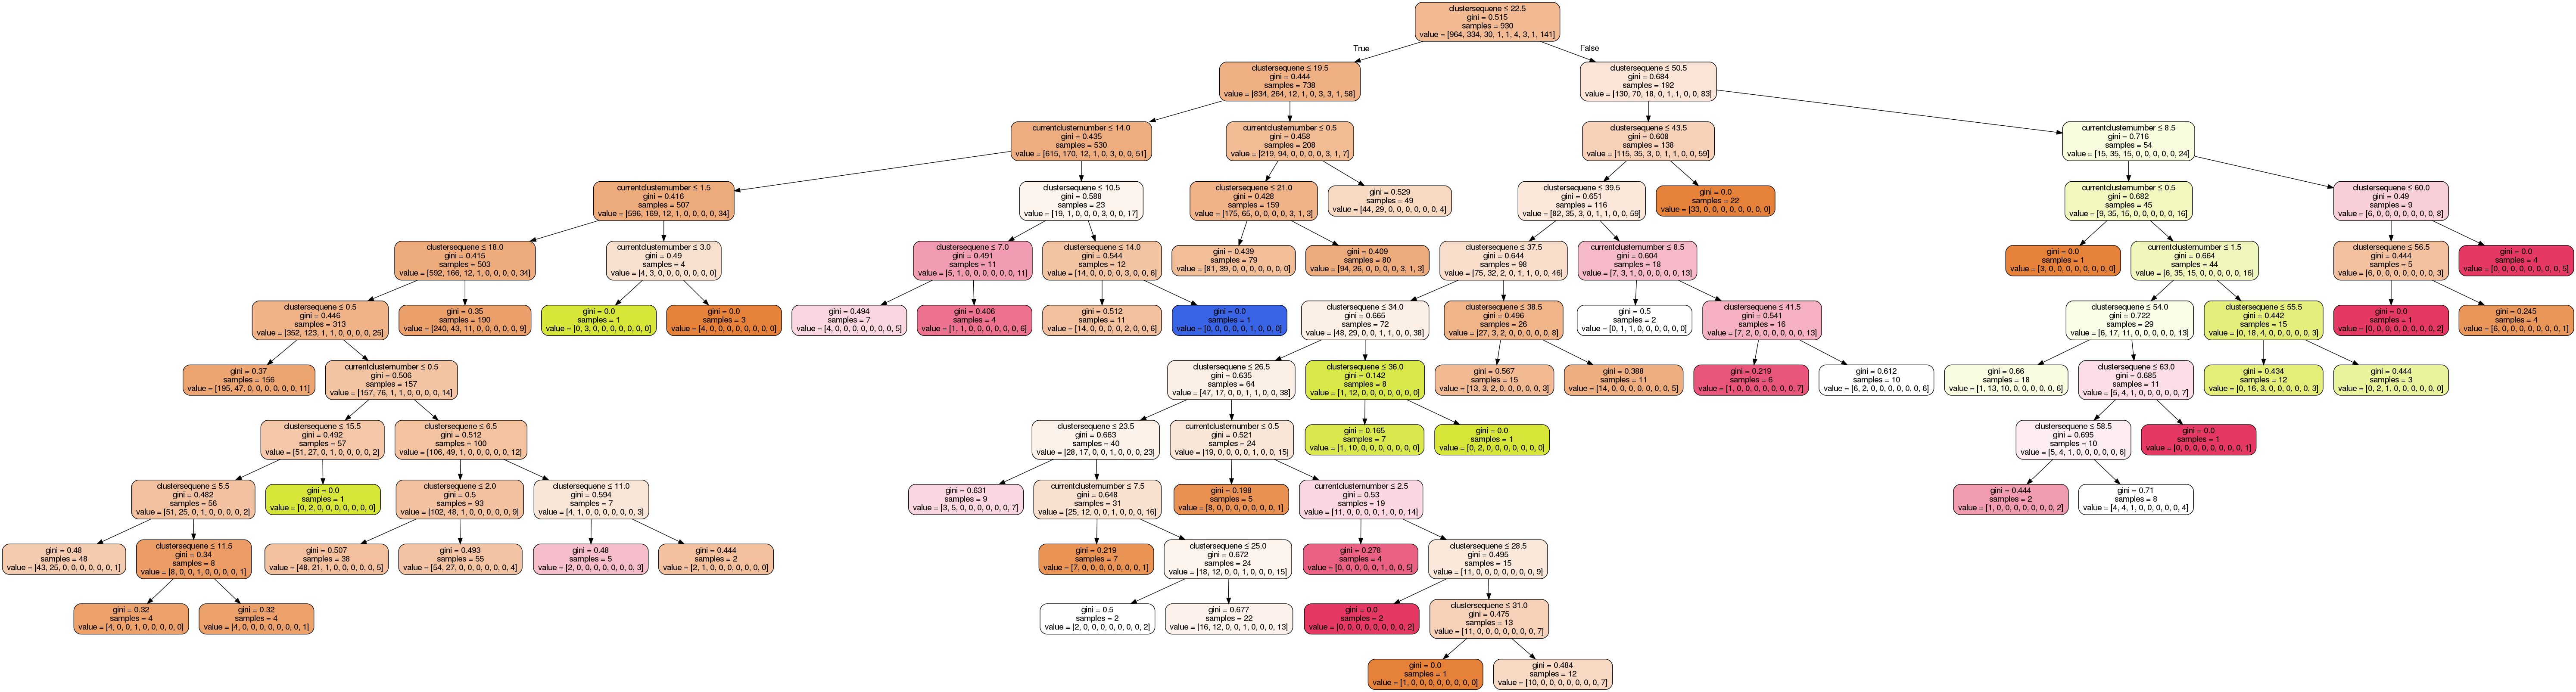 clustersequene ≤ 22.5
gini = 0.515
samples = 930
value = [964, 334, 30, 1, 1, 4, 3, 1, 141]
True
False
clustersequene ≤ 19.5
gini = 0.444
samples = 738
value = [834, 264, 12, 1, 0, 3, 3, 1, 58]
clustersequene ≤ 50.5
gini = 0.684
samples = 192
value = [130, 70, 18, 0, 1, 1, 0, 0, 83]
currentclusternumber ≤ 14.0
gini = 0.435
samples = 530
value = [615, 170, 12, 1, 0, 3, 0, 0, 51]
currentclusternumber ≤ 0.5
gini = 0.458
samples = 208
value = [219, 94, 0, 0, 0, 0, 3, 1, 7]
clustersequene ≤ 43.5
gini = 0.608
samples = 138
value = [115, 35, 3, 0, 1, 1, 0, 0, 59]
currentclusternumber ≤ 8.5
gini = 0.716
samples = 54
value = [15, 35, 15, 0, 0, 0, 0, 0, 24]
currentclusternumber ≤ 1.5
gini = 0.416
samples = 507
value = [596, 169, 12, 1, 0, 0, 0, 0, 34]
clustersequene ≤ 10.5
gini = 0.588
samples = 23
value = [19, 1, 0, 0, 0, 3, 0, 0, 17]
clustersequene ≤ 21.0
gini = 0.428
samples = 159
value = [175, 65, 0, 0, 0, 0, 3, 1, 3]
gini = 0.529
samples = 49
value = [44, 29, 0, 0, 0, 0, 0, 0, 4]
clustersequene ≤ 39.5
gini = 0.651
samples = 116
value = [82, 35, 3, 0, 1, 1, 0, 0, 59]
gini = 0.0
samples = 22
value = [33, 0, 0, 0, 0, 0, 0, 0, 0]
currentclusternumber ≤ 0.5
gini = 0.682
samples = 45
value = [9, 35, 15, 0, 0, 0, 0, 0, 16]
clustersequene ≤ 60.0
gini = 0.49
samples = 9
value = [6, 0, 0, 0, 0, 0, 0, 0, 8]
clustersequene ≤ 18.0
gini = 0.415
samples = 503
value = [592, 166, 12, 1, 0, 0, 0, 0, 34]
currentclusternumber ≤ 3.0
gini = 0.49
samples = 4
value = [4, 3, 0, 0, 0, 0, 0, 0, 0]
clustersequene ≤ 7.0
gini = 0.491
samples = 11
value = [5, 1, 0, 0, 0, 0, 0, 0, 11]
clustersequene ≤ 14.0
gini = 0.544
samples = 12
value = [14, 0, 0, 0, 0, 3, 0, 0, 6]
gini = 0.439
samples = 79
value = [81, 39, 0, 0, 0, 0, 0, 0, 0]
gini = 0.409
samples = 80
value = [94, 26, 0, 0, 0, 0, 3, 1, 3]
clustersequene ≤ 37.5
gini = 0.644
samples = 98
value = [75, 32, 2, 0, 1, 1, 0, 0, 46]
currentclusternumber ≤ 8.5
gini = 0.604
samples = 18
value = [7, 3, 1, 0, 0, 0, 0, 0, 13]
gini = 0.0
samples = 1
value = [3, 0, 0, 0, 0, 0, 0, 0, 0]
currentclusternumber ≤ 1.5
gini = 0.664
samples = 44
value = [6, 35, 15, 0, 0, 0, 0, 0, 16]
clustersequene ≤ 56.5
gini = 0.444
samples = 5
value = [6, 0, 0, 0, 0, 0, 0, 0, 3]
gini = 0.0
samples = 4
value = [0, 0, 0, 0, 0, 0, 0, 0, 5]
clustersequene ≤ 0.5
gini = 0.446
samples = 313
value = [352, 123, 1, 1, 0, 0, 0, 0, 25]
gini = 0.35
samples = 190
value = [240, 43, 11, 0, 0, 0, 0, 0, 9]
gini = 0.0
samples = 1
value = [0, 3, 0, 0, 0, 0, 0, 0, 0]
gini = 0.0
samples = 3
value = [4, 0, 0, 0, 0, 0, 0, 0, 0]
gini = 0.494
samples = 7
value = [4, 0, 0, 0, 0, 0, 0, 0, 5]
gini = 0.406
samples = 4
value = [1, 1, 0, 0, 0, 0, 0, 0, 6]
gini = 0.512
samples = 11
value = [14, 0, 0, 0, 0, 2, 0, 0, 6]
gini = 0.0
samples = 1
value = [0, 0, 0, 0, 0, 1, 0, 0, 0]
clustersequene ≤ 34.0
gini = 0.665
samples = 72
value = [48, 29, 0, 0, 1, 1, 0, 0, 38]
clustersequene ≤ 38.5
gini = 0.496
samples = 26
value = [27, 3, 2, 0, 0, 0, 0, 0, 8]
gini = 0.5
samples = 2
value = [0, 1, 1, 0, 0, 0, 0, 0, 0]
clustersequene ≤ 41.5
gini = 0.541
samples = 16
value = [7, 2, 0, 0, 0, 0, 0, 0, 13]
clustersequene ≤ 54.0
gini = 0.722
samples = 29
value = [6, 17, 11, 0, 0, 0, 0, 0, 13]
clustersequene ≤ 55.5
gini = 0.442
samples = 15
value = [0, 18, 4, 0, 0, 0, 0, 0, 3]
gini = 0.0
samples = 1
value = [0, 0, 0, 0, 0, 0, 0, 0, 2]
gini = 0.245
samples = 4
value = [6, 0, 0, 0, 0, 0, 0, 0, 1]
gini = 0.37
samples = 156
value = [195, 47, 0, 0, 0, 0, 0, 0, 11]
currentclusternumber ≤ 0.5
gini = 0.506
samples = 157
value = [157, 76, 1, 1, 0, 0, 0, 0, 14]
clustersequene ≤ 26.5
gini = 0.635
samples = 64
value = [47, 17, 0, 0, 1, 1, 0, 0, 38]
clustersequene ≤ 36.0
gini = 0.142
samples = 8
value = [1, 12, 0, 0, 0, 0, 0, 0, 0]
gini = 0.567
samples = 15
value = [13, 3, 2, 0, 0, 0, 0, 0, 3]
gini = 0.388
samples = 11
value = [14, 0, 0, 0, 0, 0, 0, 0, 5]
gini = 0.219
samples = 6
value = [1, 0, 0, 0, 0, 0, 0, 0, 7]
gini = 0.612
samples = 10
value = [6, 2, 0, 0, 0, 0, 0, 0, 6]
gini = 0.66
samples = 18
value = [1, 13, 10, 0, 0, 0, 0, 0, 6]
clustersequene ≤ 63.0
gini = 0.685
samples = 11
value = [5, 4, 1, 0, 0, 0, 0, 0, 7]
gini = 0.434
samples = 12
value = [0, 16, 3, 0, 0, 0, 0, 0, 3]
gini = 0.444
samples = 3
value = [0, 2, 1, 0, 0, 0, 0, 0, 0]
clustersequene ≤ 15.5
gini = 0.492
samples = 57
value = [51, 27, 0, 1, 0, 0, 0, 0, 2]
clustersequene ≤ 6.5
gini = 0.512
samples = 100
value = [106, 49, 1, 0, 0, 0, 0, 0, 12]
clustersequene ≤ 23.5
gini = 0.663
samples = 40
value = [28, 17, 0, 0, 1, 0, 0, 0, 23]
currentclusternumber ≤ 0.5
gini = 0.521
samples = 24
value = [19, 0, 0, 0, 0, 1, 0, 0, 15]
gini = 0.165
samples = 7
value = [1, 10, 0, 0, 0, 0, 0, 0, 0]
gini = 0.0
samples = 1
value = [0, 2, 0, 0, 0, 0, 0, 0, 0]
clustersequene ≤ 58.5
gini = 0.695
samples = 10
value = [5, 4, 1, 0, 0, 0, 0, 0, 6]
gini = 0.0
samples = 1
value = [0, 0, 0, 0, 0, 0, 0, 0, 1]
clustersequene ≤ 5.5
gini = 0.482
samples = 56
value = [51, 25, 0, 1, 0, 0, 0, 0, 2]
gini = 0.0
samples = 1
value = [0, 2, 0, 0, 0, 0, 0, 0, 0]
clustersequene ≤ 2.0
gini = 0.5
samples = 93
value = [102, 48, 1, 0, 0, 0, 0, 0, 9]
clustersequene ≤ 11.0
gini = 0.594
samples = 7
value = [4, 1, 0, 0, 0, 0, 0, 0, 3]
gini = 0.631
samples = 9
value = [3, 5, 0, 0, 0, 0, 0, 0, 7]
currentclusternumber ≤ 7.5
gini = 0.648
samples = 31
value = [25, 12, 0, 0, 1, 0, 0, 0, 16]
gini = 0.198
samples = 5
value = [8, 0, 0, 0, 0, 0, 0, 0, 1]
currentclusternumber ≤ 2.5
gini = 0.53
samples = 19
value = [11, 0, 0, 0, 0, 1, 0, 0, 14]
gini = 0.444
samples = 2
value = [1, 0, 0, 0, 0, 0, 0, 0, 2]
gini = 0.71
samples = 8
value = [4, 4, 1, 0, 0, 0, 0, 0, 4]
gini = 0.48
samples = 48
value = [43, 25, 0, 0, 0, 0, 0, 0, 1]
clustersequene ≤ 11.5
gini = 0.34
samples = 8
value = [8, 0, 0, 1, 0, 0, 0, 0, 1]
gini = 0.507
samples = 38
value = [48, 21, 1, 0, 0, 0, 0, 0, 5]
gini = 0.493
samples = 55
value = [54, 27, 0, 0, 0, 0, 0, 0, 4]
gini = 0.48
samples = 5
value = [2, 0, 0, 0, 0, 0, 0, 0, 3]
gini = 0.444
samples = 2
value = [2, 1, 0, 0, 0, 0, 0, 0, 0]
gini = 0.219
samples = 7
value = [7, 0, 0, 0, 0, 0, 0, 0, 1]
clustersequene ≤ 25.0
gini = 0.672
samples = 24
value = [18, 12, 0, 0, 1, 0, 0, 0, 15]
gini = 0.278
samples = 4
value = [0, 0, 0, 0, 0, 1, 0, 0, 5]
clustersequene ≤ 28.5
gini = 0.495
samples = 15
value = [11, 0, 0, 0, 0, 0, 0, 0, 9]
gini = 0.32
samples = 4
value = [4, 0, 0, 1, 0, 0, 0, 0, 0]
gini = 0.32
samples = 4
value = [4, 0, 0, 0, 0, 0, 0, 0, 1]
gini = 0.5
samples = 2
value = [2, 0, 0, 0, 0, 0, 0, 0, 2]
gini = 0.677
samples = 22
value = [16, 12, 0, 0, 1, 0, 0, 0, 13]
gini = 0.0
samples = 2
value = [0, 0, 0, 0, 0, 0, 0, 0, 2]
clustersequene ≤ 31.0
gini = 0.475
samples = 13
value = [11, 0, 0, 0, 0, 0, 0, 0, 7]
gini = 0.0
samples = 1
value = [1, 0, 0, 0, 0, 0, 0, 0, 0]
gini = 0.484
samples = 12
value = [10, 0, 0, 0, 0, 0, 0, 0, 7]